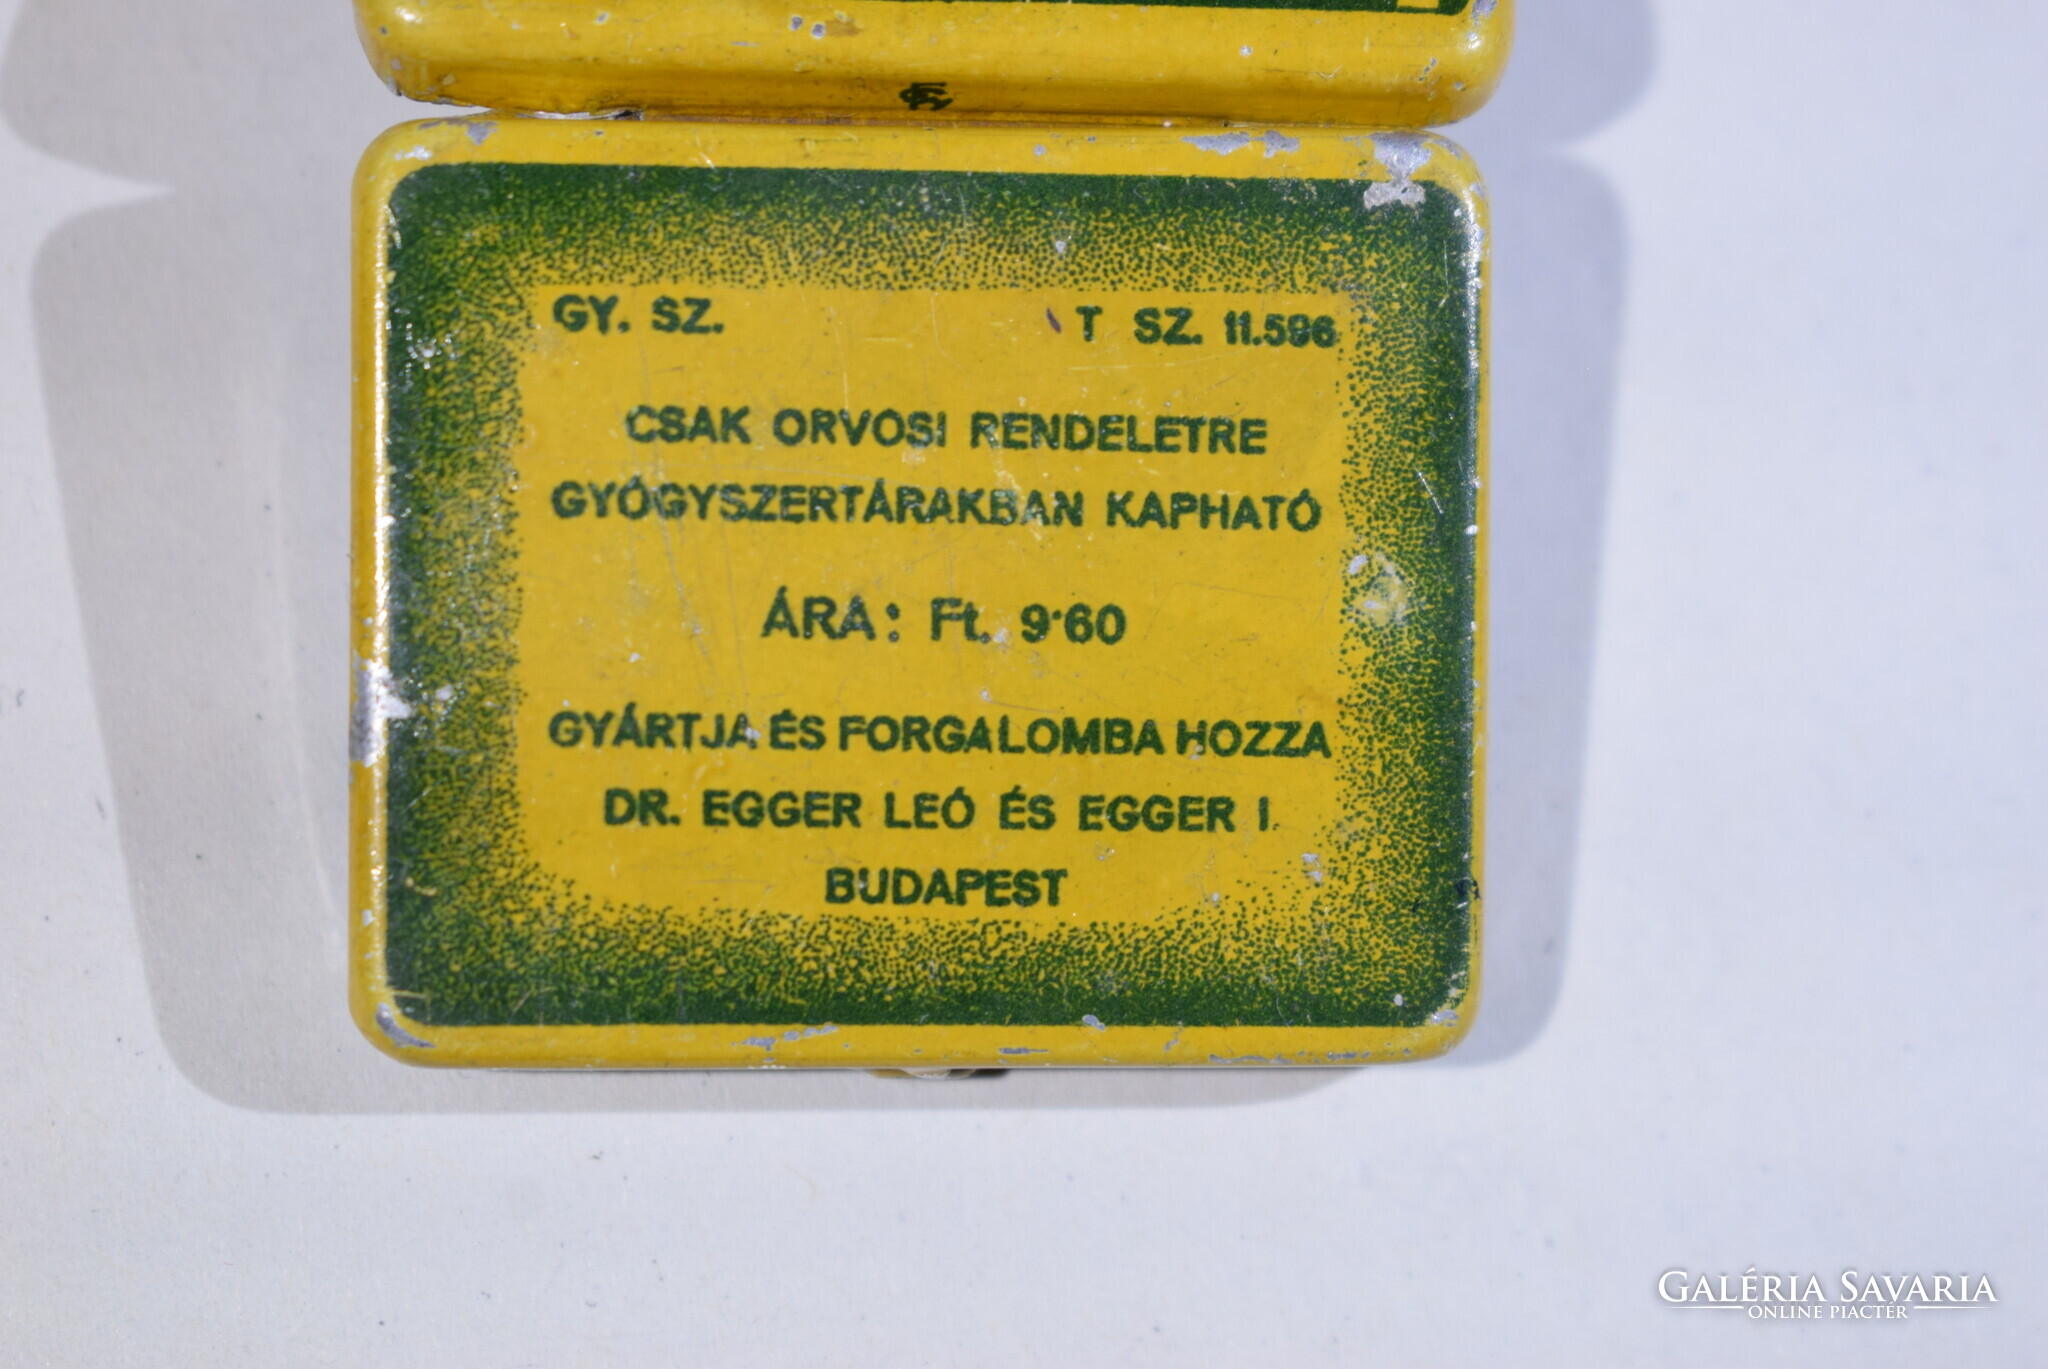 GY. SZ. T SZ. 11.596
CSAK ORVOSI RENDELETRE
GYÓGYSZERTÁRAKBAN KAPHATÓ
ÁRA: Ft. 9·60
GYÁRTJA ÉS FORGALOMBA HOZZA
DR. EGGER LEÓ ÉS EGGER I.
BUDAPEST
GALÉRIA SAVARIA
ONLINE PIACTÉR